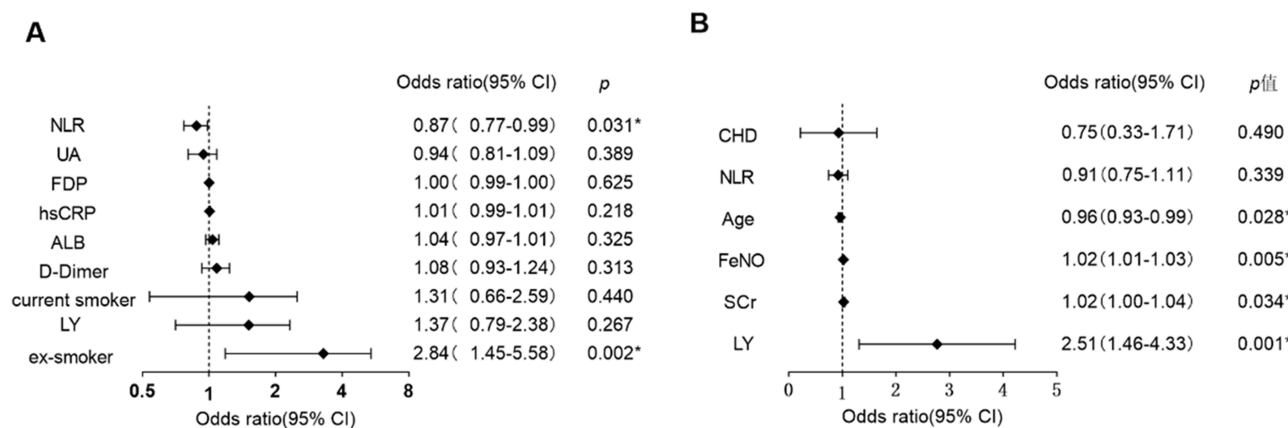 A
Odds ratio(95% CI) p
NLR 0.87( 0.77-0.99) 0.031*
UA 0.94( 0.81-1.09) 0.389
FDP 1.00( 0.99-1.00) 0.625
hsCRP 1.01( 0.99-1.01) 0.218
ALB 1.04( 0.97-1.01) 0.325
D-Dimer 1.08( 0.93-1.24) 0.313
current smoker 1.31( 0.66-2.59) 0.440
LY 1.37( 0.79-2.38) 0.267
ex-smoker 2.84( 1.45-5.58) 0.002*
0.5 1 2 4 8
Odds ratio(95% CI)
B
Odds ratio(95% CI) p值
CHD 0.75(0.33-1.71) 0.490
NLR 0.91(0.75-1.11) 0.339
Age 0.96(0.93-0.99) 0.028*
FeNO 1.02(1.01-1.03) 0.005*
SCr 1.02(1.00-1.04) 0.034*
LY 2.51(1.46-4.33) 0.001*
0 1 2 3 4 5
Odds ratio(95% CI)